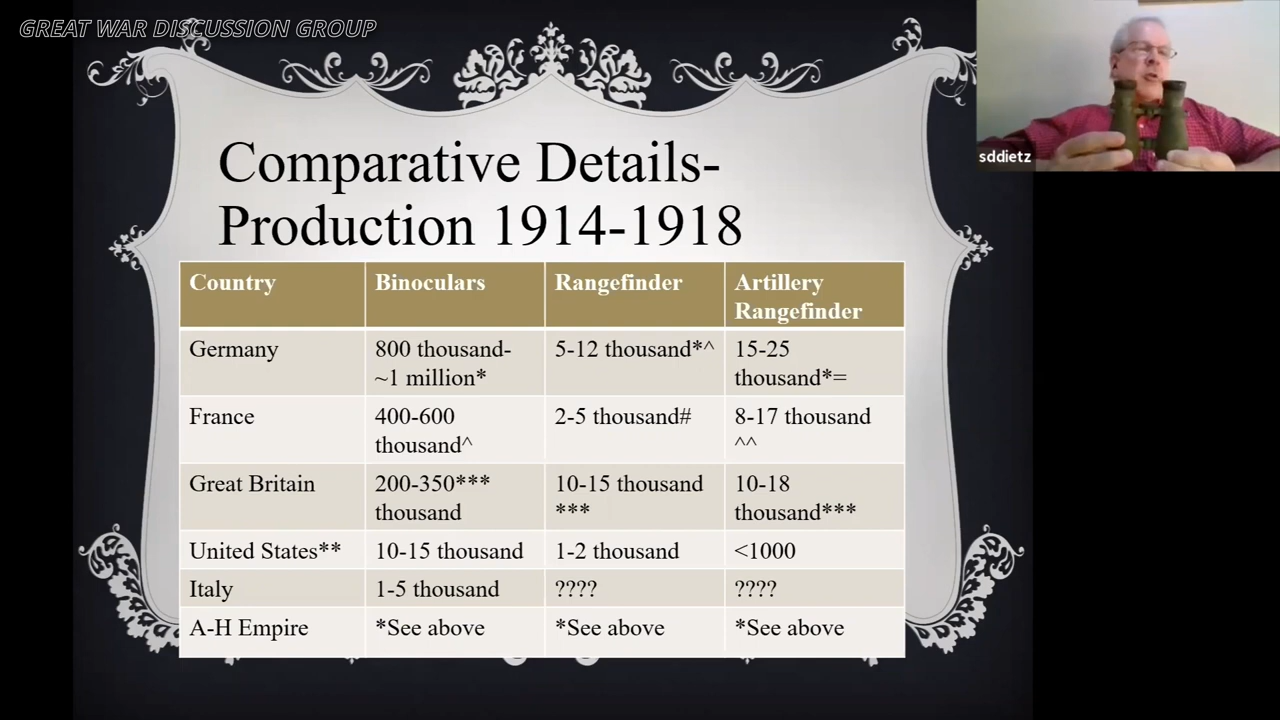 GREAT WAR DISCUSSION GROUP
sddietz
Comparative Details-
Production 1914-1918
Country
Binoculars
Rangefinder
Artillery
Rangefinder
Germany
800 thousand-
~1 million*
5-12 thousand*^
15-25
thousand*=
France
400-600
thousand^
2-5 thousand#
8-17 thousand
^^
Great Britain
200-350***
thousand
10-15 thousand
***
10-18
thousand***
United States**
10-15 thousand
1-2 thousand
<1000
Italy
1-5 thousand
????
????
A-H Empire
*See above
*See above
*See above